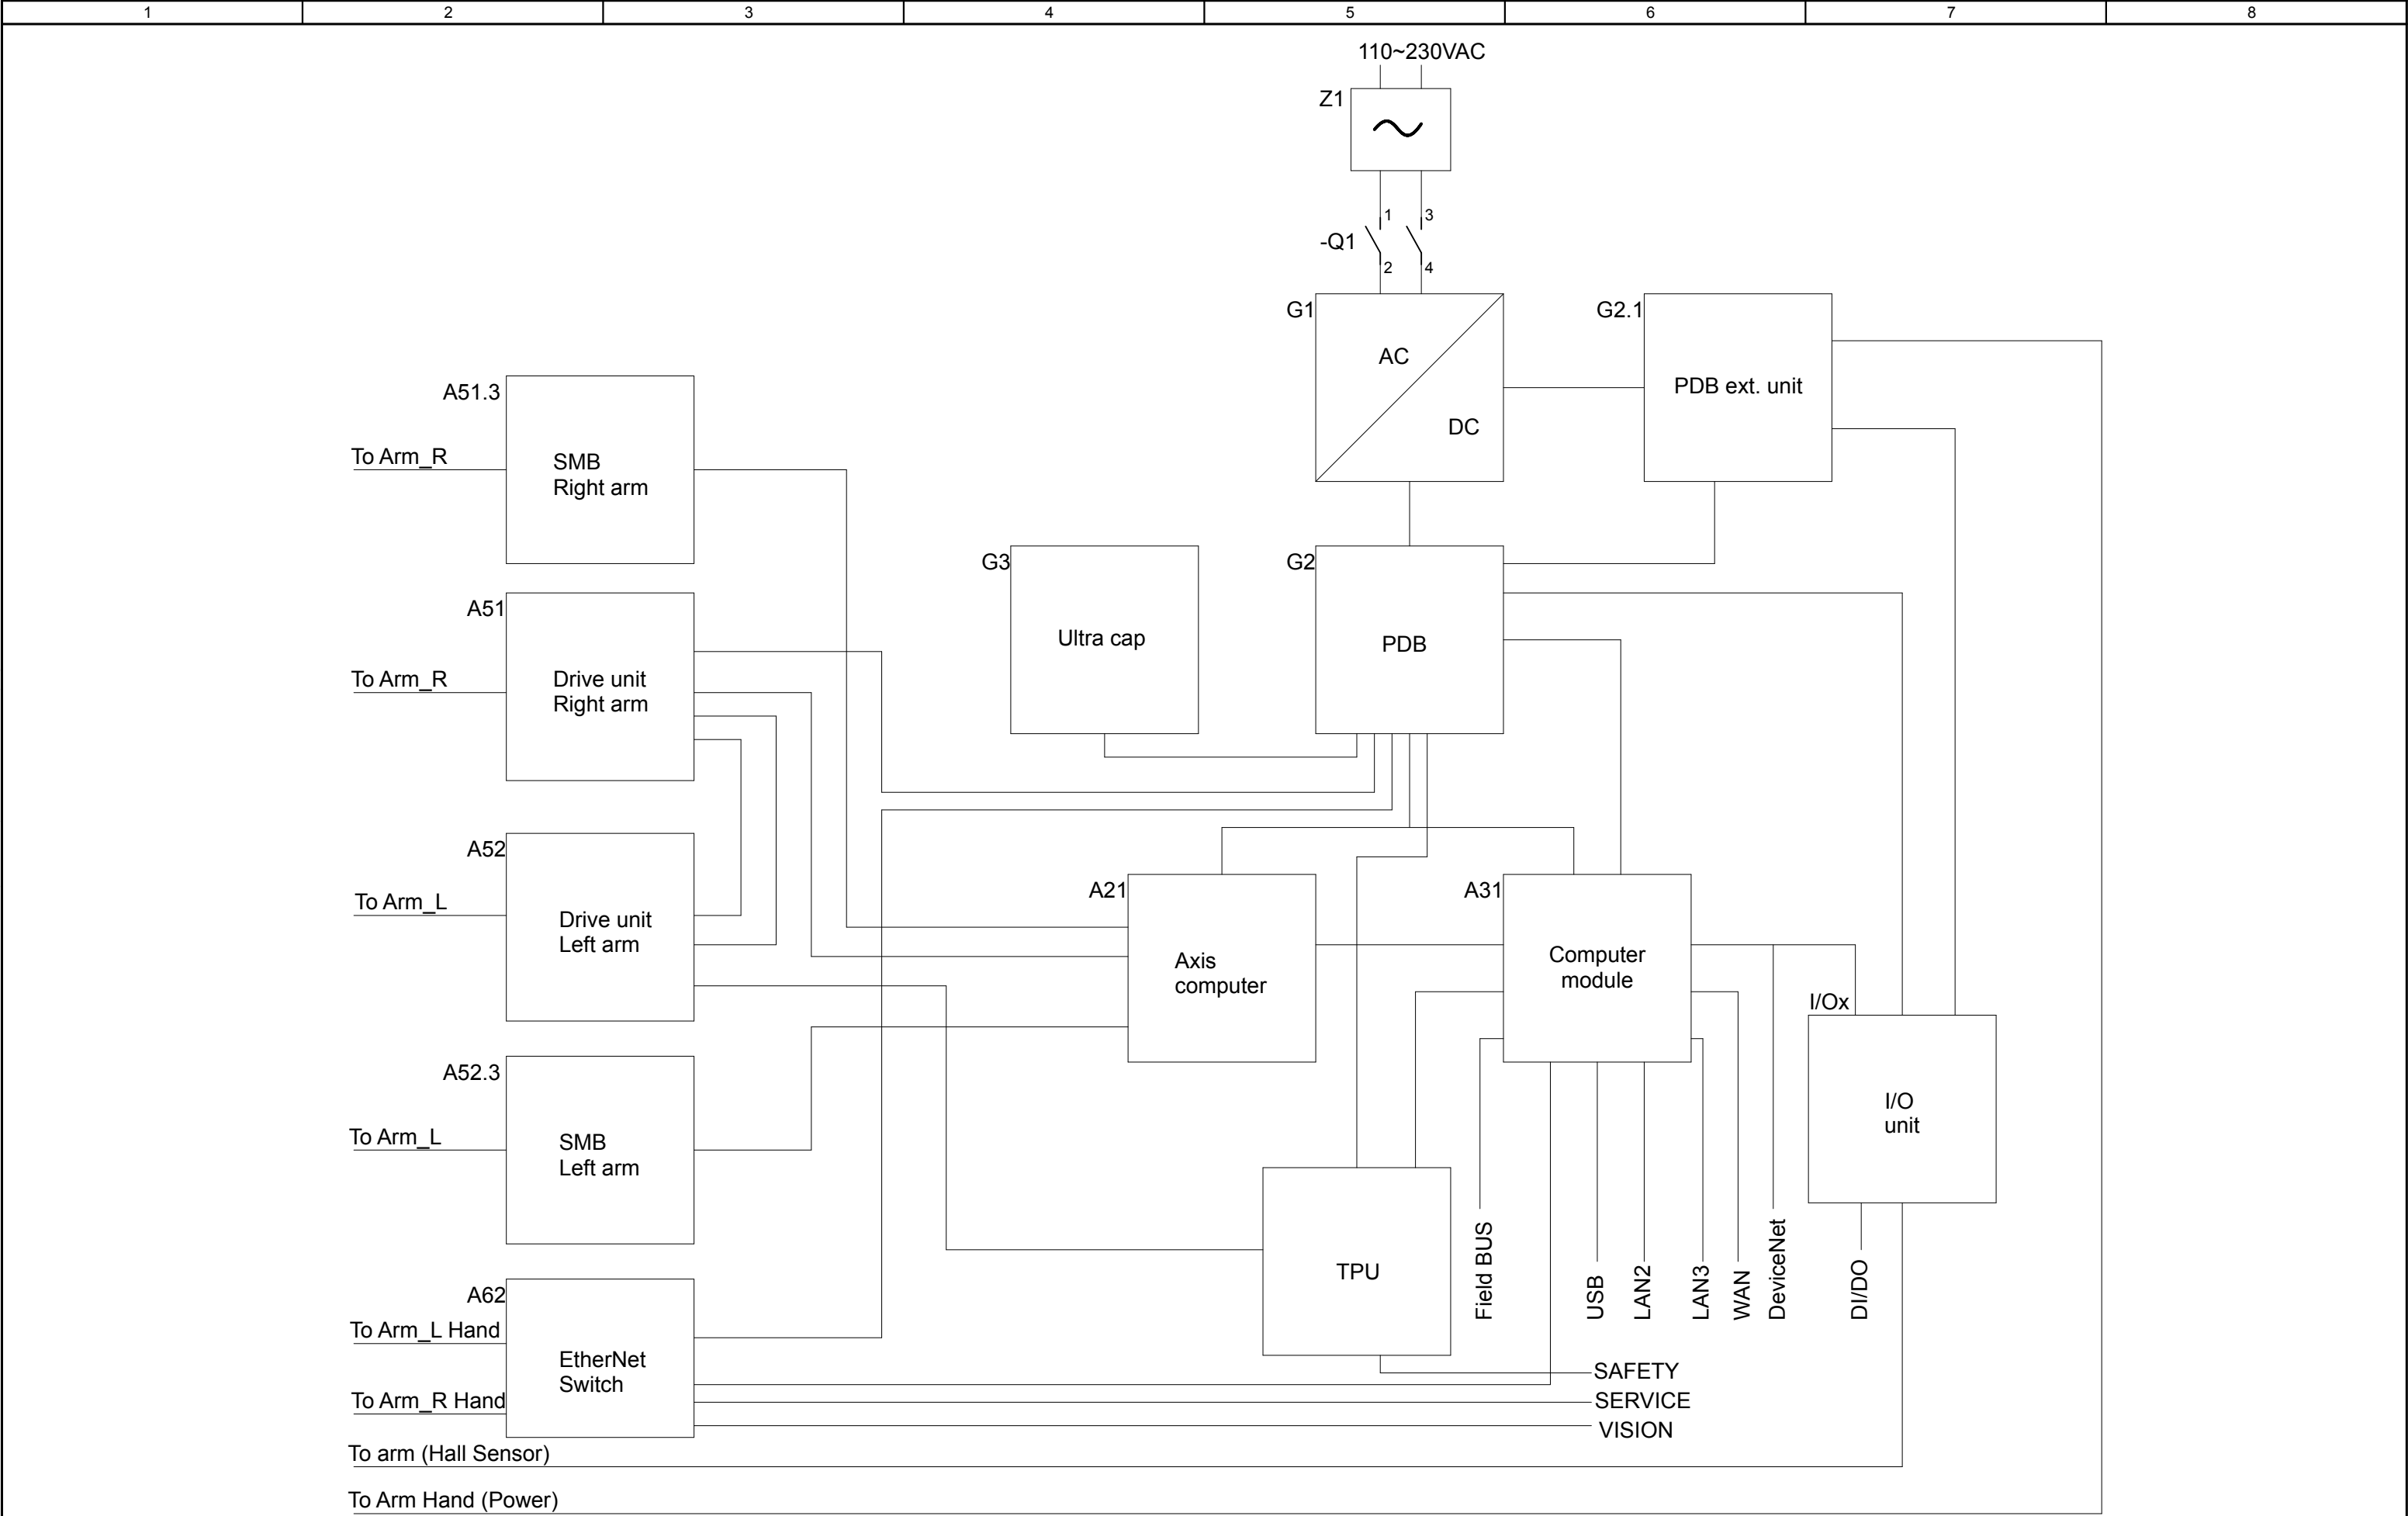 1 2 3 4 5 6 7 8
110~230VAC
Z1
1 3
-Q1
2 4
G1
AC
DC
G2.1
PDB ext. unit
A51.3
To Arm_R
SMB
Right arm
G3
Ultra cap
G2
PDB
A51
To Arm_R
Drive unit
Right arm
A52
To Arm_L
Drive unit
Left arm
A21
Axis
computer
A31
Computer
module
I/Ox
I/O
unit
A52.3
To Arm_L
SMB
Left arm
TPU
Field BUS
USB
LAN2
LAN3
WAN
DeviceNet
DI/DO
A62
To Arm_L Hand
EtherNet
Switch
To Arm_R Hand
SAFETY
SERVICE
VISION
To arm (Hall Sensor)
To Arm Hand (Power)